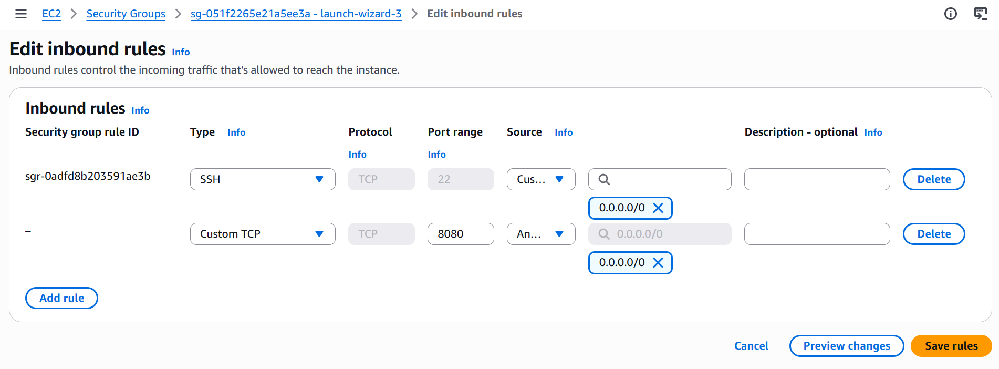 EC2 > Security Groups > sg-051f2265e21a5ee3a - launch-wizard-3 > Edit inbound rules
Edit inbound rules Info
Inbound rules control the incoming traffic that's allowed to reach the instance.
Inbound rules Info
Security group rule ID Type Info Protocol Info Port range Info Source Info Description - optional Info
sgr-0adfd8b203591ae3b SSH TCP 22 Cus... Delete
0.0.0.0/0
– Custom TCP TCP 8080 An... 0.0.0.0/0 Delete
0.0.0.0/0
Add rule
Cancel Preview changes Save rules